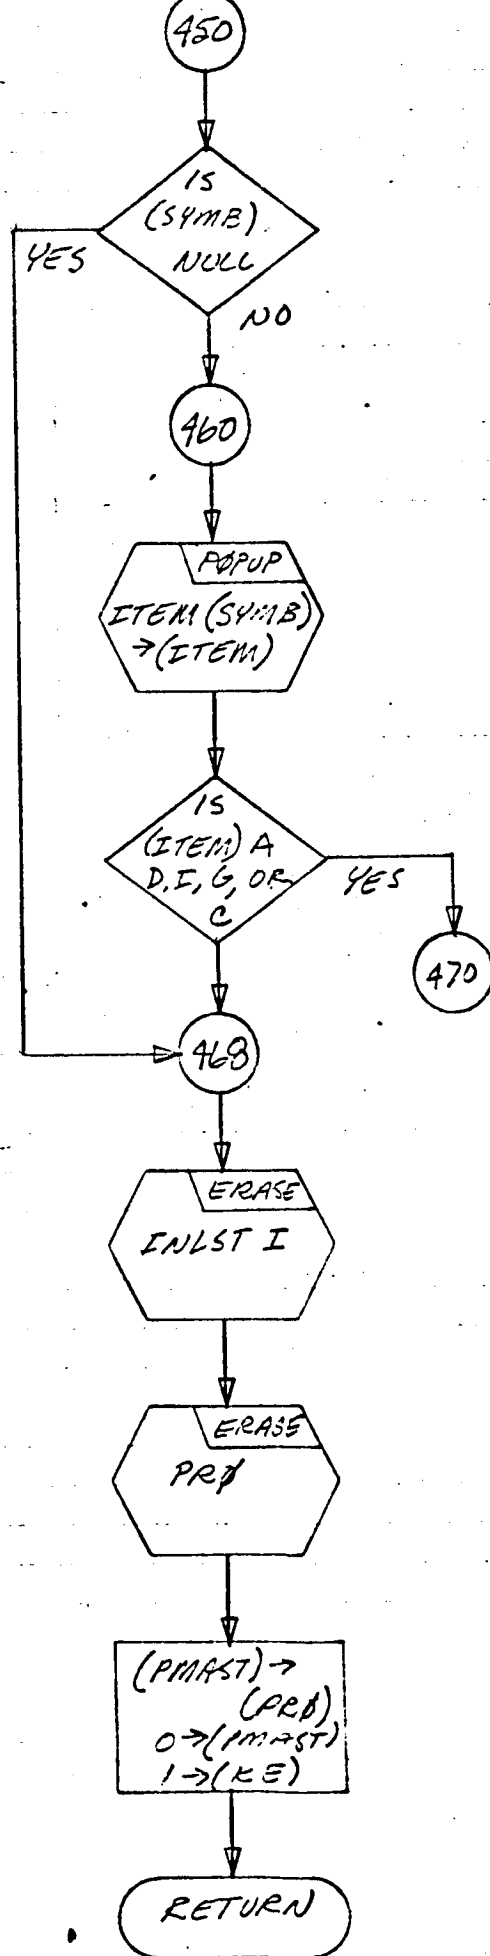 450
IS
(SYMB)
NULL
YES
NO
460
PØPUP
ITEM (SYMB)
→(ITEM)
IS
(ITEM) A
D, I, G, OR
C
YES
470
468
ERASE
INLST I
ERASE
PRØ
(PMAST)→
(PRØ)
0→(PMAST)
1→(KE)
RETURN